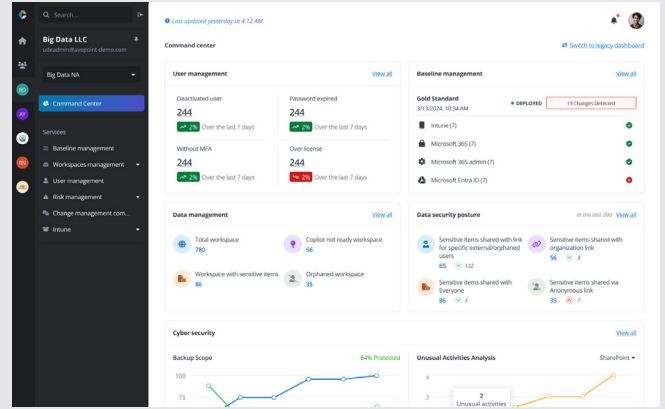 Search...
Big Data LLC
udeadmin@avepoint-demo.com
Big Data NA
BD
AY
BN
Command Center
Services
Baseline management
Workspaces management
User management
Risk management
Change management com...
Intune
Last updated yesterday at 4:12 AM
Command center
Switch to legacy dashboard
User management
View all
Deactivated user
244
2% Over the last 7 days
Password expired
244
2% Over the last 7 days
Without MFA
244
2% Over the last 7 days
Over license
244
2% Over the last 7 days
Baseline management
View all
Gold Standard
3/13/2024, 10:34 AM
DEPLOYED
13 Changes Detected
Intune (7)
Microsoft 365 (7)
Microsoft 365 admin (7)
Microsoft Entra ID (7)
Data management
View all
Total workspace
780
Copilot not ready workspace
56
Workspace with sensitive items
86
Orphaned workspace
35
Data security posture
in the last 30d
View all
Sensitive items shared with link
for specific external/orphaned
users
65 132
Sensitive items shared with
organization link
56 8
Sensitive items shared with
Everyone
86 3
Sensitive items shared via
Anonymous link
35 7
Cyber security
View all
Backup Scope
84% Protected
100
75
Unusual Activities Analysis
SharePoint
4
3
2
Unusual activities